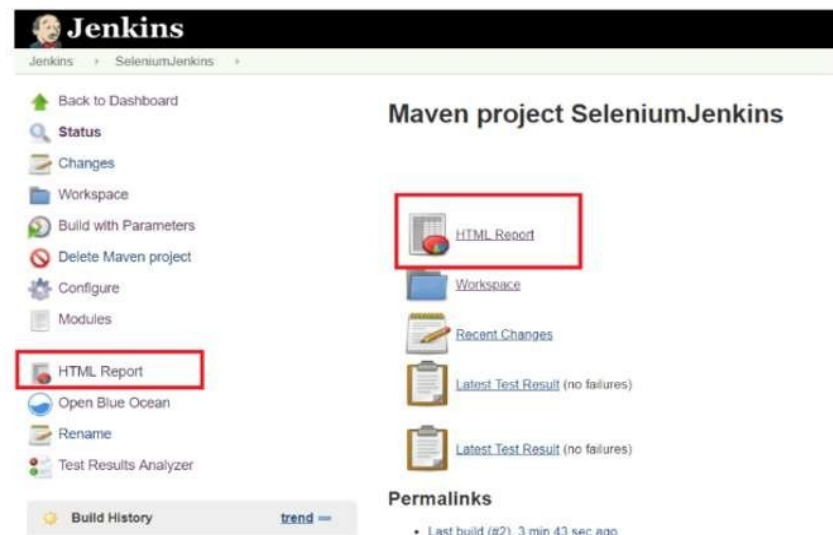 Jenkins
Jenkins SeleniumJenkins
Back to Dashboard
Status
Changes
Workspace
Build with Parameters
Delete Maven project
Configure
Modules
HTML Report
Open Blue Ocean
Rename
Test Results Analyzer
Build History trend
Maven project SeleniumJenkins
HTML Report
Workspace
Recent Changes
Latest Test Result (no failures)
Latest Test Result (no failures)
Permalinks
Last build (#2), 3 min 43 sec ago